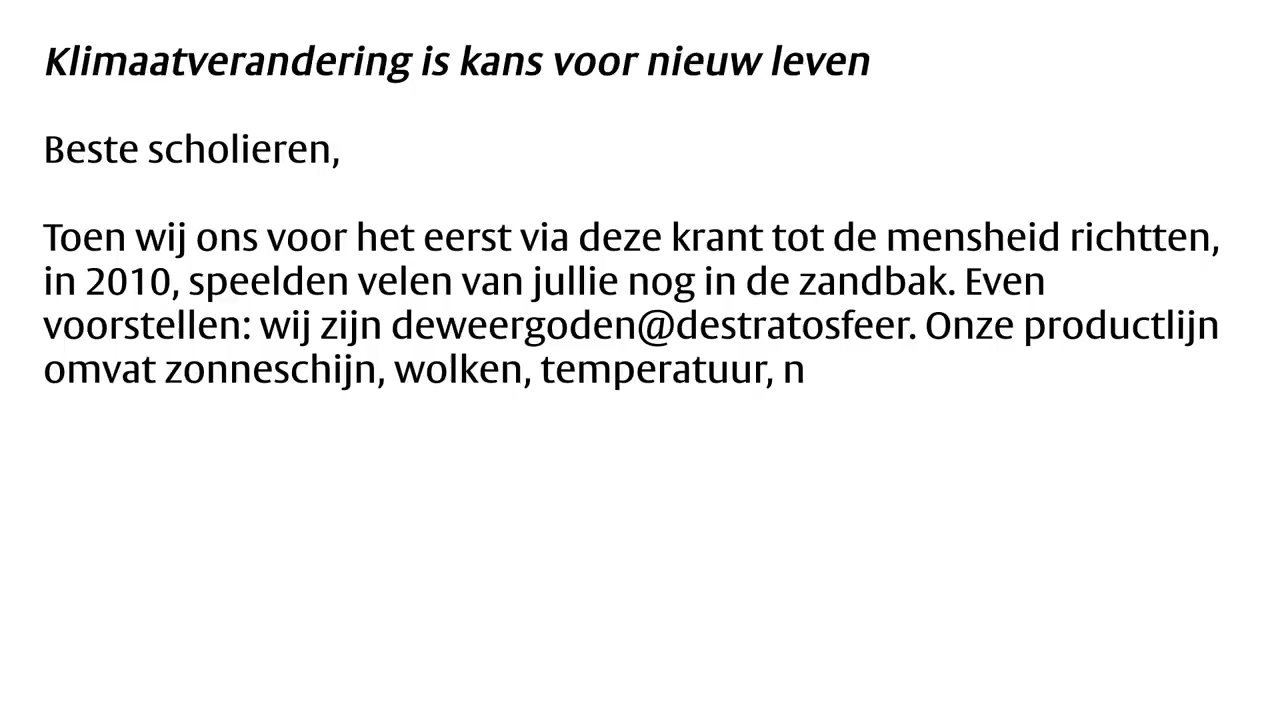 Klimaatverandering is kans voor nieuw leven
Beste scholieren,
Toen wij ons voor het eerst via deze krant tot de mensheid richtten,
in 2010, speelden velen van jullie nog in de zandbak. Even
voorstellen: wij zijn deweergoden@destratosfeer. Onze productlijn
omvat zonneschijn, wolken, temperatuur, n